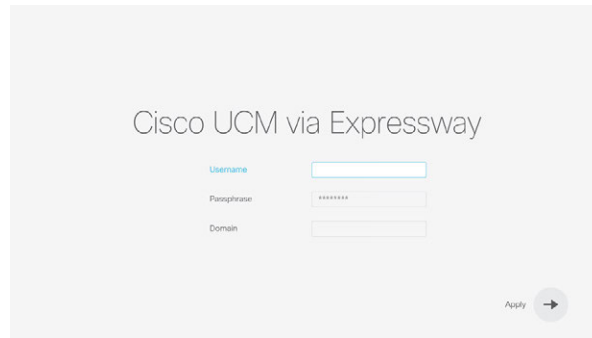 Cisco UCM via Expressway
Username
Passphrase ********
Domain
Apply